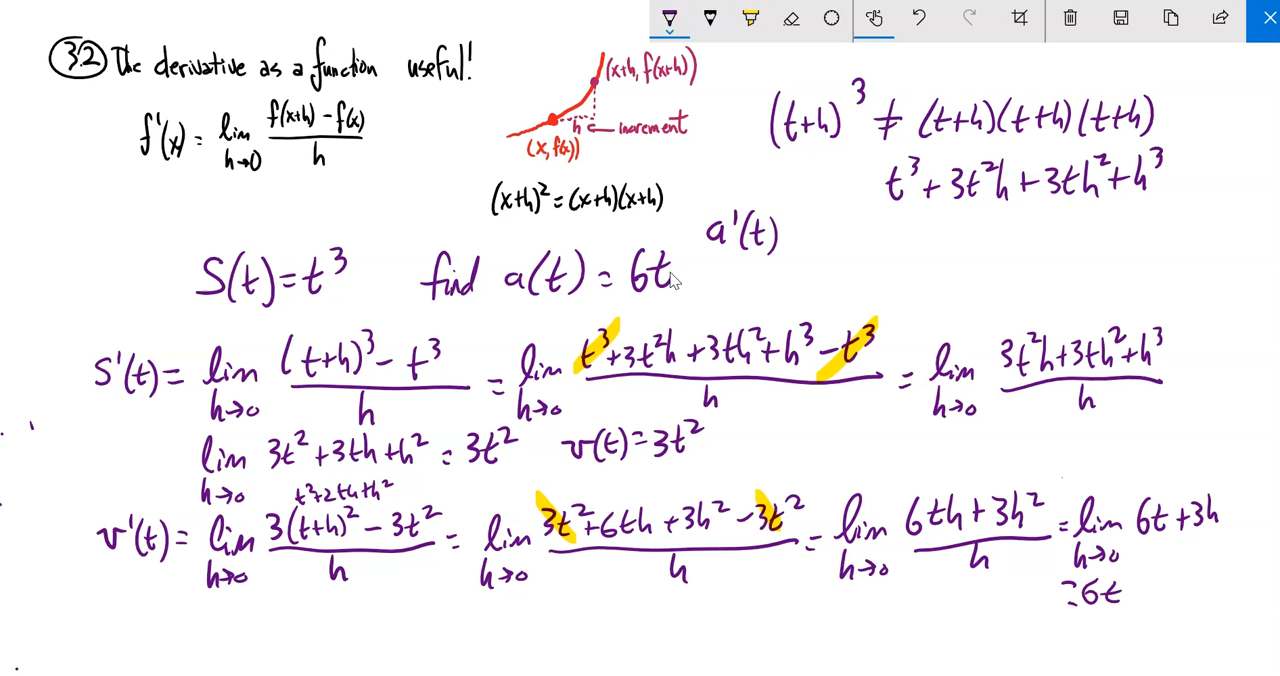 3.2 The derivative as a function useful!
f'(x) = lim h→0 f(x+h) - f(x) / h
(x+h, f(x+h))
h ← increment
(x, f(x))
(x+h)² = (x+h)(x+h)
(t+h)³ ≠ (t+h)(t+h)(t+h)
t³ + 3t²h + 3th² + h³
a'(t)
S(t) = t³ find a(t) = 6t
S'(t) = lim h→0 (t+h)³ - t³ / h = lim h→0 t³ + 3t²h + 3th² + h³ - t³ / h = lim h→0 3t²h + 3th² + h³ / h
lim h→0 3t² + 3th + h² = 3t² v(t) = 3t²
t² + 2th + h²
v'(t) = lim h→0 3(t+h)² - 3t² / h = lim h→0 3t² + 6th + 3h² - 3t² / h = lim h→0 6th + 3h² / h = lim h→0 6t + 3h
= 6t